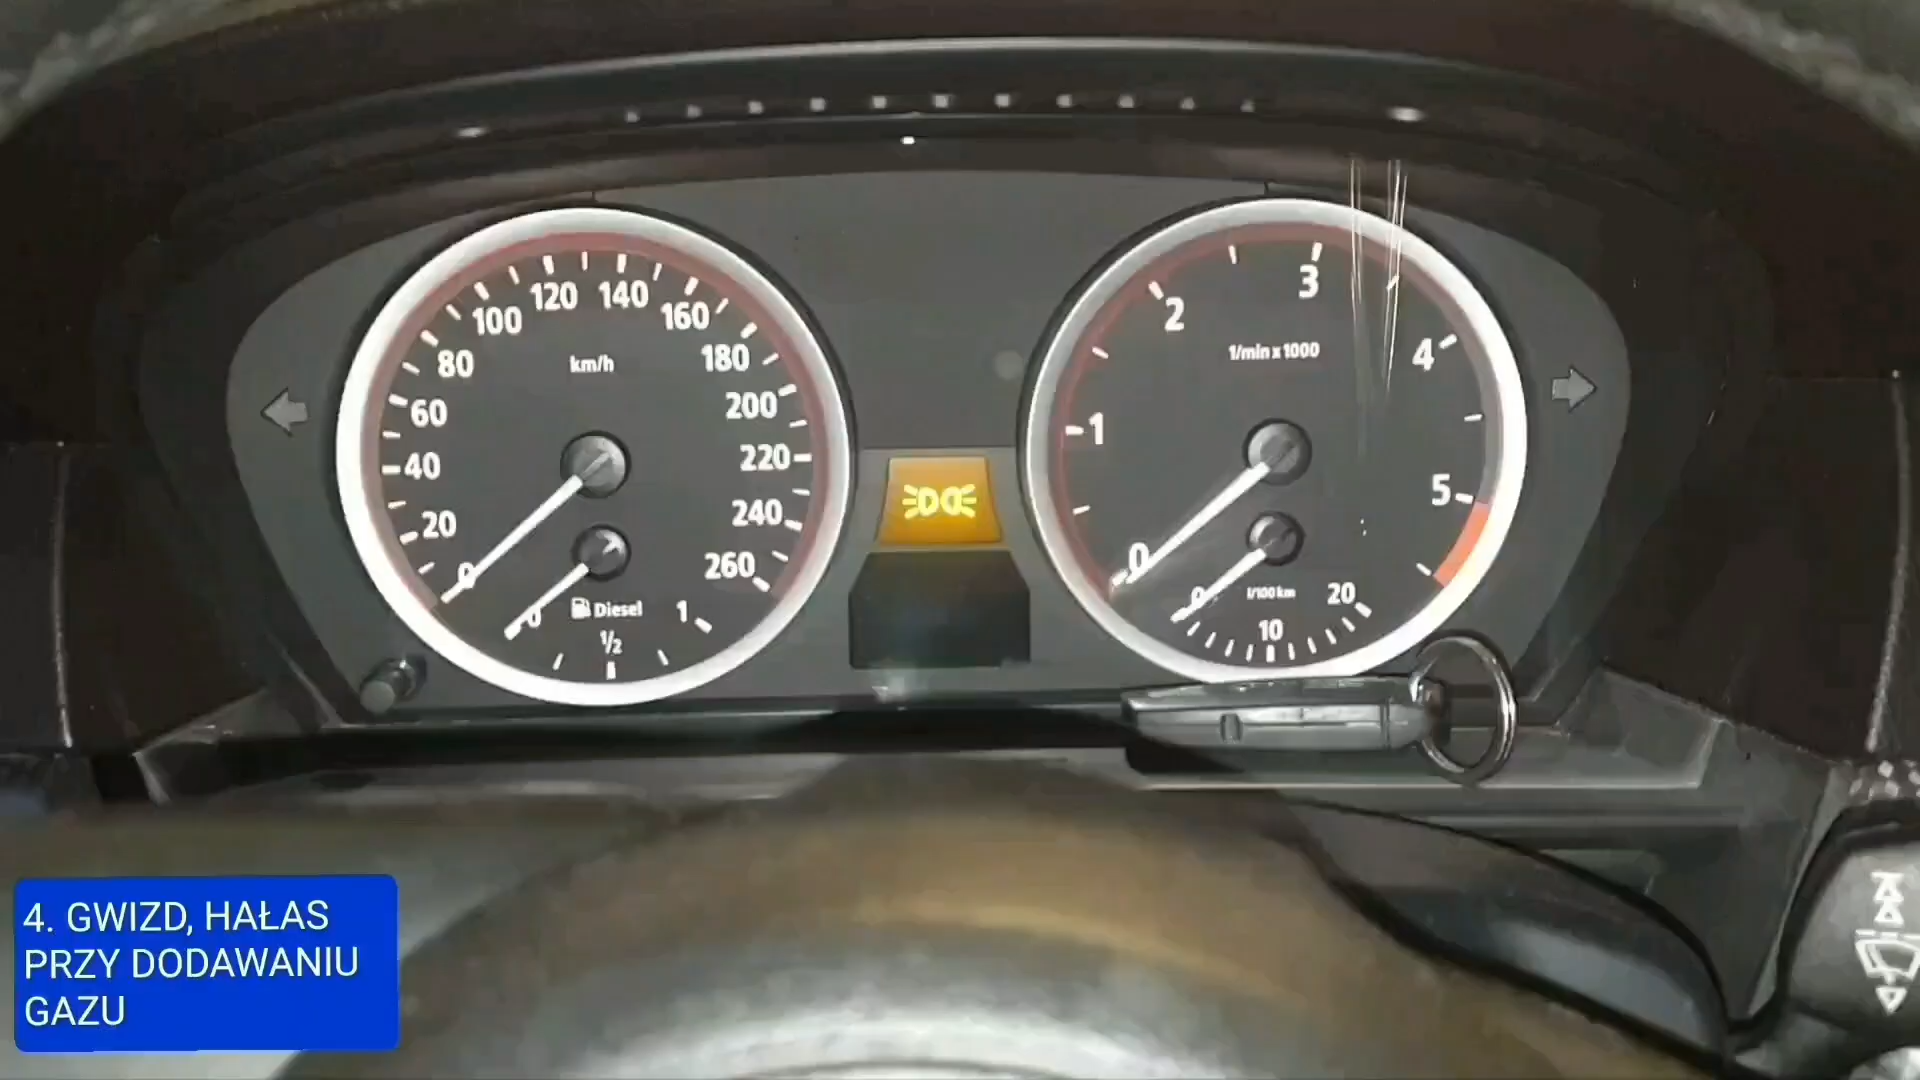 120 140
100 160
80 180
km/h
60 200
40 220
20 240
0 260
Diesel
0 1
1/2
3
2
1/min x 1000
4
1
5
0
l/100 km
0 20
10
4. GWIZD, HAŁAS
PRZY DODAWANIU
GAZU